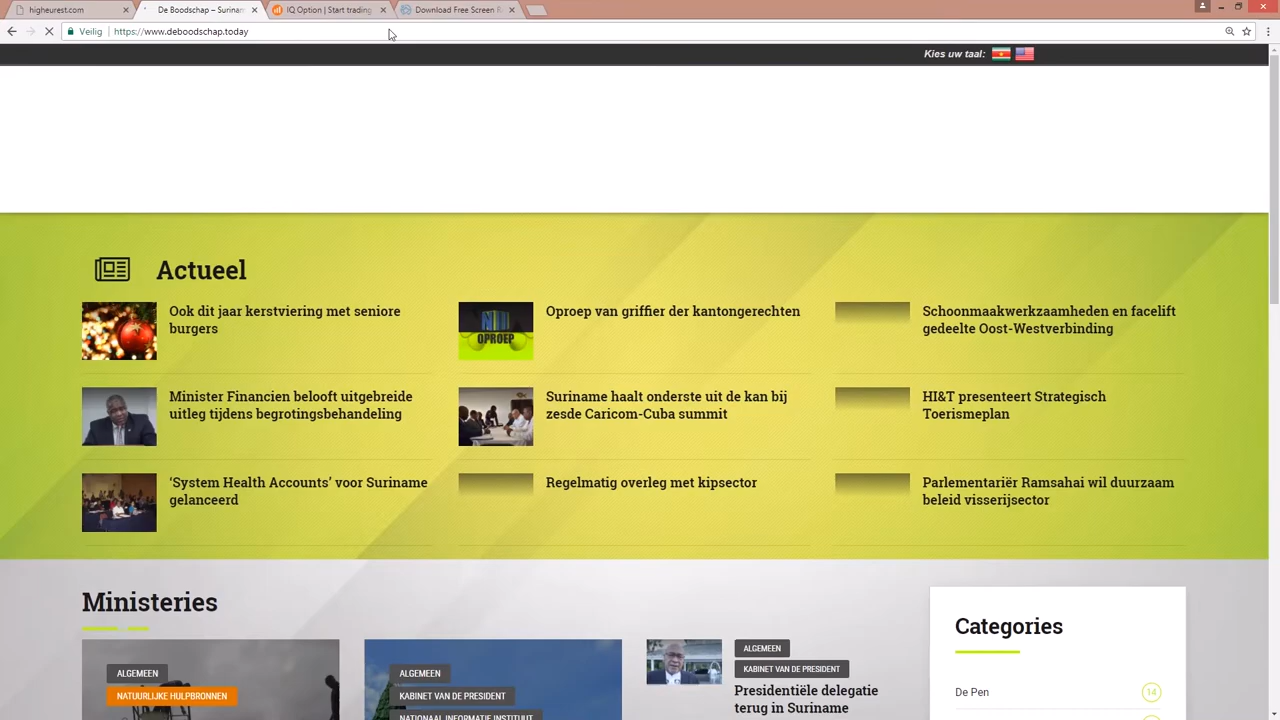 higheurest.com
De Boodschap – Surinam
IQ Option | Start trading
Download Free Screen R
Veilig
https://www.deboodschap.today
Kies uw taal:
Actueel
Ook dit jaar kerstviering met seniore
burgers
OPROEP
Oproep van griffier der kantongerechten
Schoonmaakwerkzaamheden en facelift
gedeelte Oost-Westverbinding
Minister Financien belooft uitgebreide
uitleg tijdens begrotingsbehandeling
Suriname haalt onderste uit de kan bij
zesde Caricom-Cuba summit
HI&T presenteert Strategisch
Toerismeplan
‘System Health Accounts’ voor Suriname
gelanceerd
Regelmatig overleg met kipsector
Parlementariër Ramsahai wil duurzaam
beleid visserijsector
Ministeries
ALGEMEEN
NATUURLIJKE HULPBRONNEN
ALGEMEEN
KABINET VAN DE PRESIDENT
NATIONAAL INFORMATIE INSTITUUT
ALGEMEEN
KABINET VAN DE PRESIDENT
Presidentiële delegatie
terug in Suriname
Categories
De Pen
14